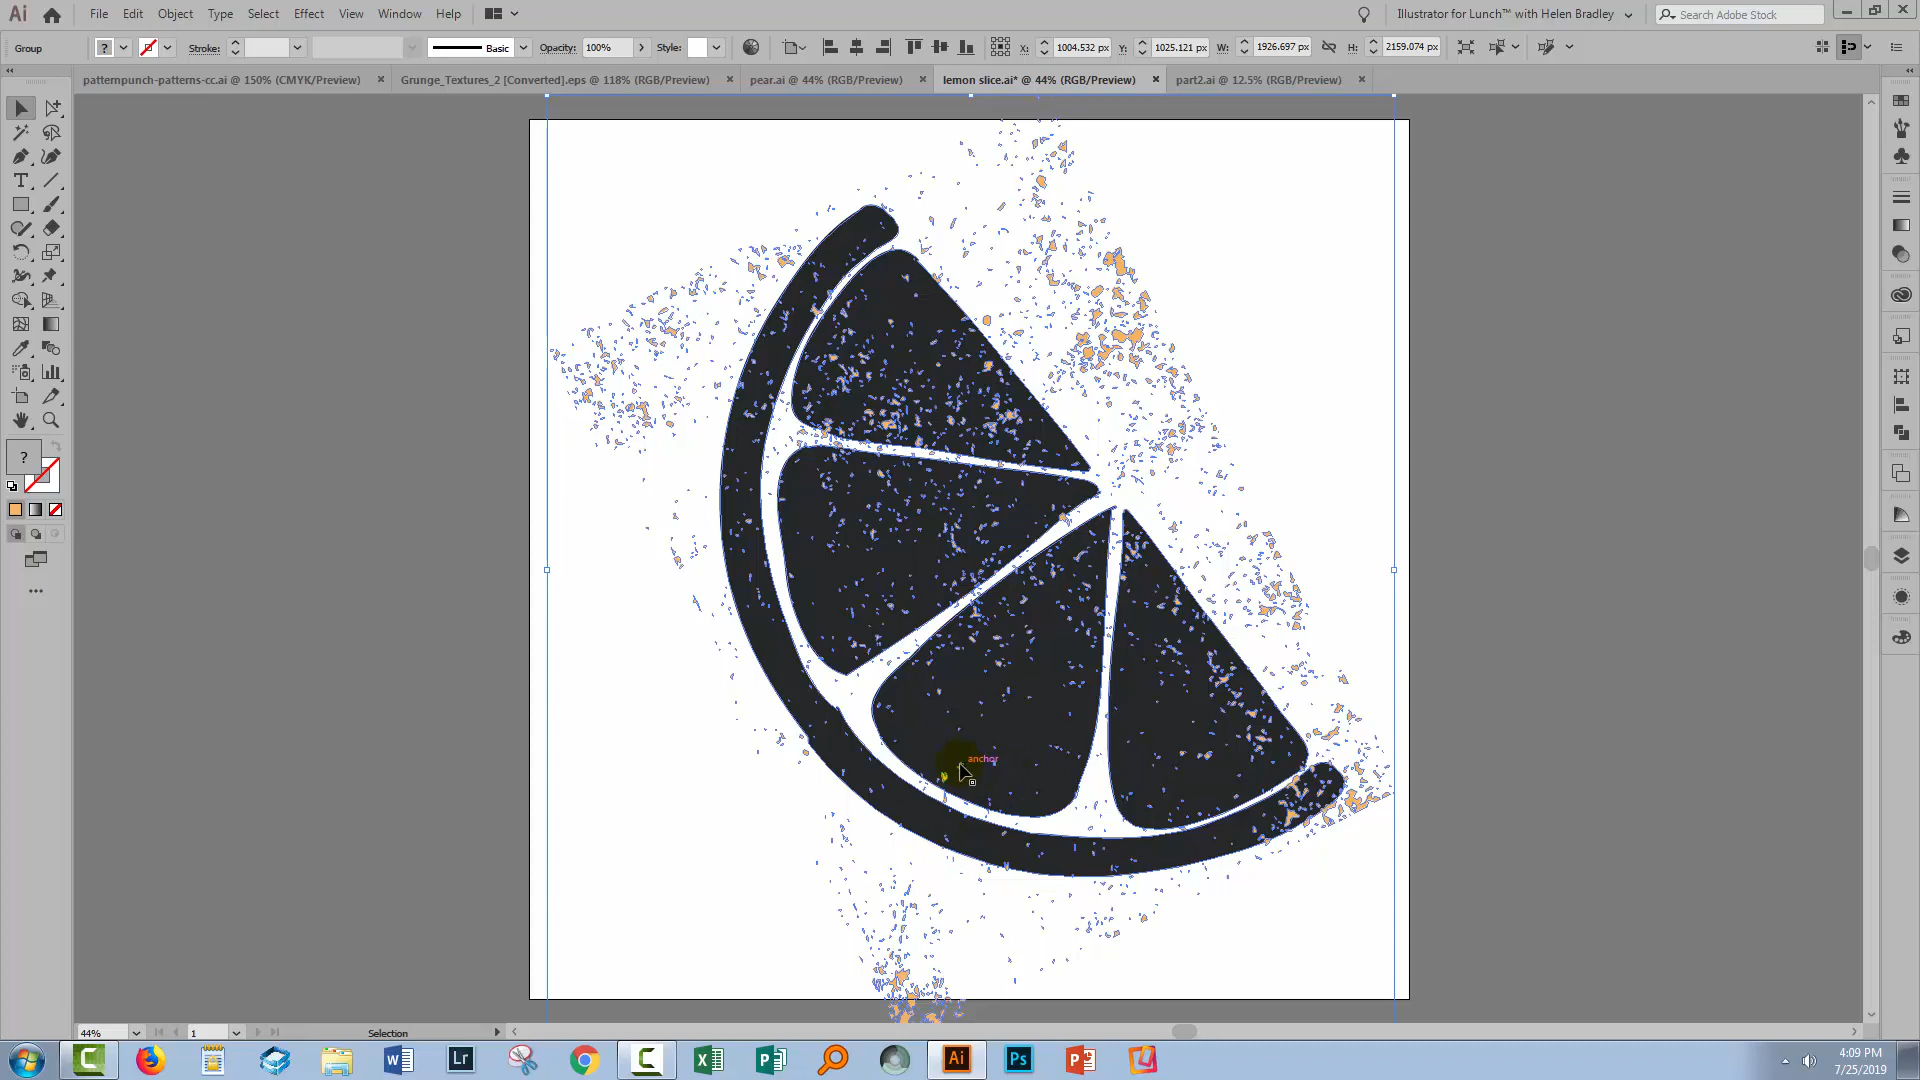 Ai File Edit Object Type Select Effect View Window Help Illustrator for Lunch™ with Helen Bradley Search Adobe Stock
Group ? Stroke: Basic Opacity: 100% Style: X: 1004.532 px Y: 1025.121 px W: 1926.697 px H: 2159.074 px
patternpunch-patterns-cc.ai @ 150% (CMYK/Preview) × Grunge_Textures_2 [Converted].eps @ 118% (RGB/Preview) × pear.ai @ 44% (RGB/Preview) × lemon slice.ai* @ 44% (RGB/Preview) × part2.ai @ 12.5% (RGB/Preview) ×
T
?
anchor
44% 1 Selection
W Lr X P Ai Ps P
4:09 PM
7/25/2019